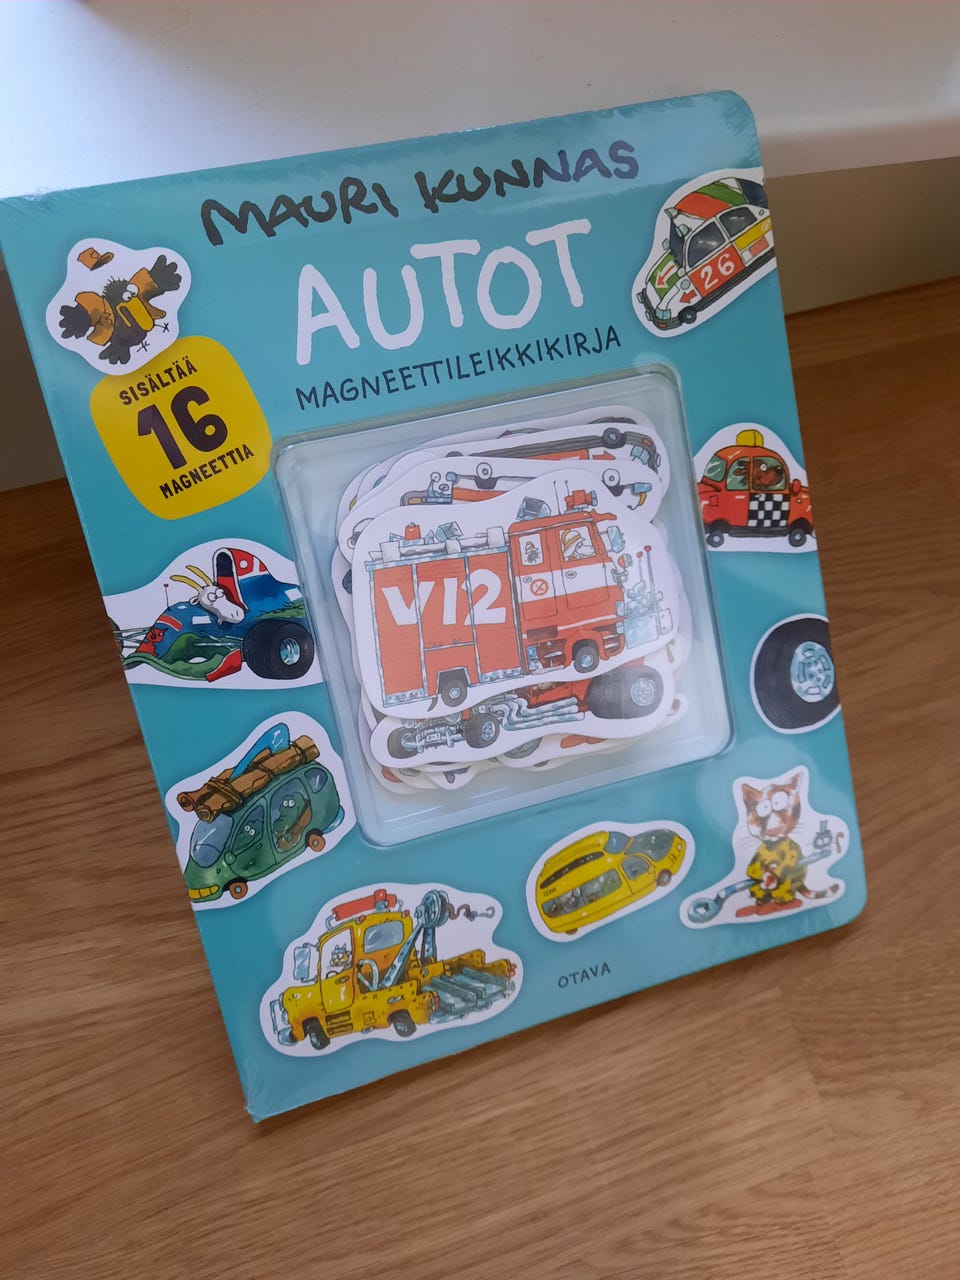 MAURI KUNNAS
AUTOT
MAGNEETTILEIKKIKIRJA
SISÄLTÄÄ
16
MAGNEETTIA
26
V12
OTAVA